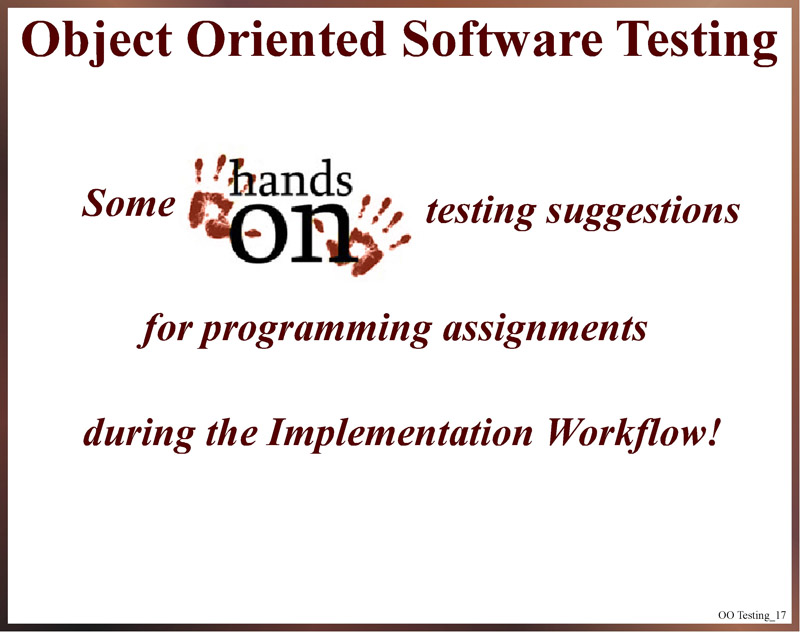 Object Oriented Software Testing
Some hands on testing suggestions
for programming assignments
during the Implementation Workflow!
OO Testing_17